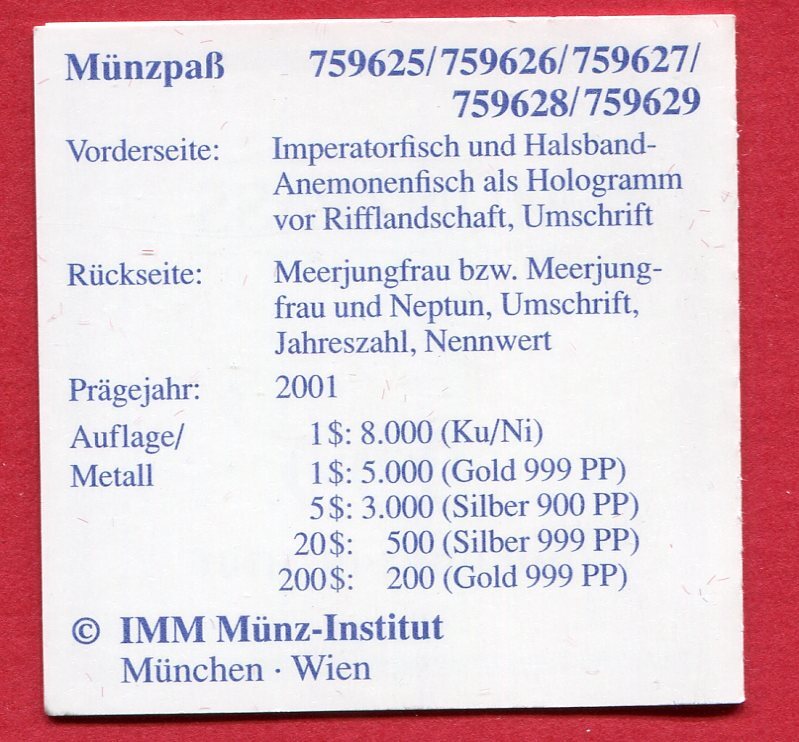 Münzpaß 759625/759626/759627/
759628/759629
Vorderseite: Imperatorfisch und Halsband-
Anemonenfisch als Hologramm
vor Rifflandschaft, Umschrift
Rückseite: Meerjungfrau bzw. Meerjung-
frau und Neptun, Umschrift,
Jahreszahl, Nennwert
Prägejahr: 2001
Auflage/ 1$: 8.000 (Ku/Ni)
Metall 1$: 5.000 (Gold 999 PP)
5$: 3.000 (Silber 900 PP)
20$: 500 (Silber 999 PP)
200$: 200 (Gold 999 PP)
© IMM Münz-Institut
München · Wien